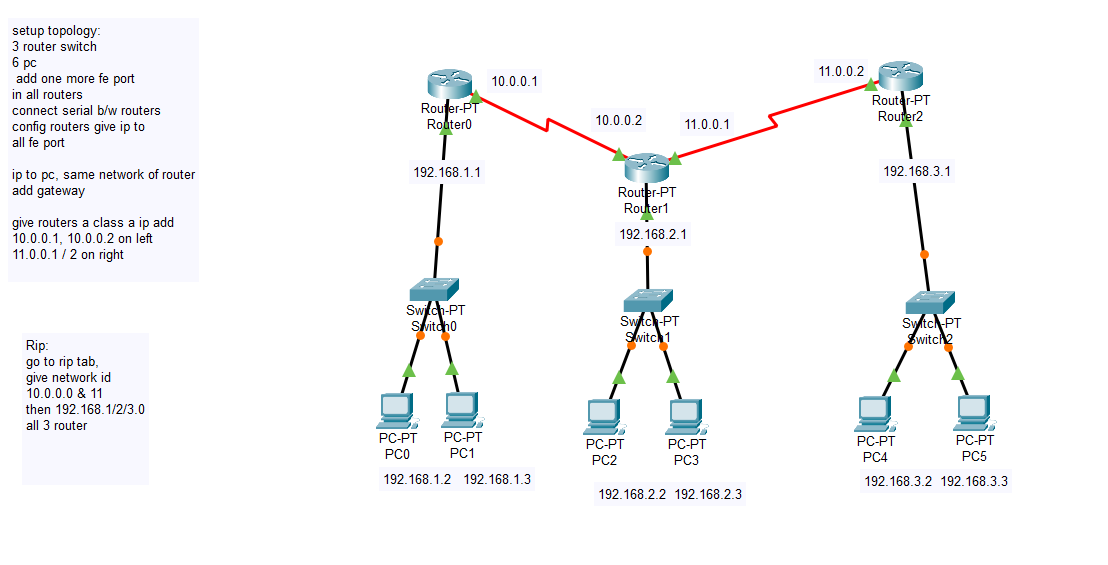 setup topology:
3 router switch
6 pc
add one more fe port
in all routers
connect serial b/w routers
config routers give ip to
all fe port
ip to pc, same network of router
add gateway
give routers a class a ip add
10.0.0.1, 10.0.0.2 on left
11.0.0.1 / 2 on right
Rip:
go to rip tab,
give network id
10.0.0.0 & 11
then 192.168.1/2/3.0
all 3 router
10.0.0.1
Router-PT
Router0
10.0.0.2
11.0.0.1
11.0.0.2
Router-PT
Router2
Router-PT
Router1
192.168.1.1
192.168.2.1
192.168.3.1
Switch-PT
Switch0
Switch-PT
Switch1
Switch-PT
Switch2
PC-PT
PC0
PC-PT
PC1
PC-PT
PC2
PC-PT
PC3
PC-PT
PC4
PC-PT
PC5
192.168.1.2 192.168.1.3
192.168.2.2 192.168.2.3
192.168.3.2 192.168.3.3